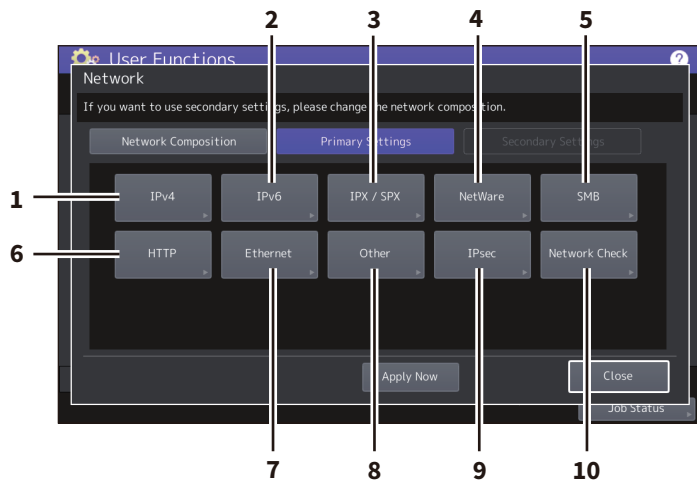 2 3 4 5
User Functions ?
Network
If you want to use secondary settings, please change the network composition.
Network Composition Primary Settings Secondary Settings
1 IPv4 IPv6 IPX / SPX NetWare SMB
6 HTTP Ethernet Other IPsec Network Check
Apply Now Close
Job Status
7 8 9 10